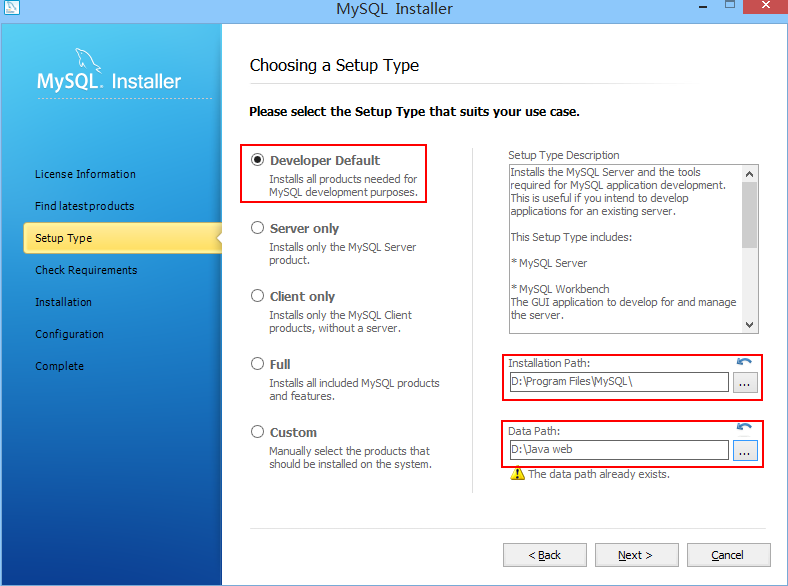 MySQL Installer
MySQL. Installer
License Information
Find latest products
Setup Type
Check Requirements
Installation
Configuration
Complete
Choosing a Setup Type
Please select the Setup Type that suits your use case.
Developer Default
Installs all products needed for
MySQL development purposes.
Server only
Installs only the MySQL Server
product.
Client only
Installs only the MySQL Client
products, without a server.
Full
Installs all included MySQL products
and features.
Custom
Manually select the products that
should be installed on the system.
Setup Type Description
Installs the MySQL Server and the tools
required for MySQL application development.
This is useful if you intend to develop
applications for an existing server.
This Setup Type includes:
* MySQL Server
* MySQL Workbench
The GUI application to develop for and manage
the server.
Installation Path:
D:\Program Files\MySQL\
...
Data Path:
D:\Java web
...
The data path already exists.
< Back
Next >
Cancel